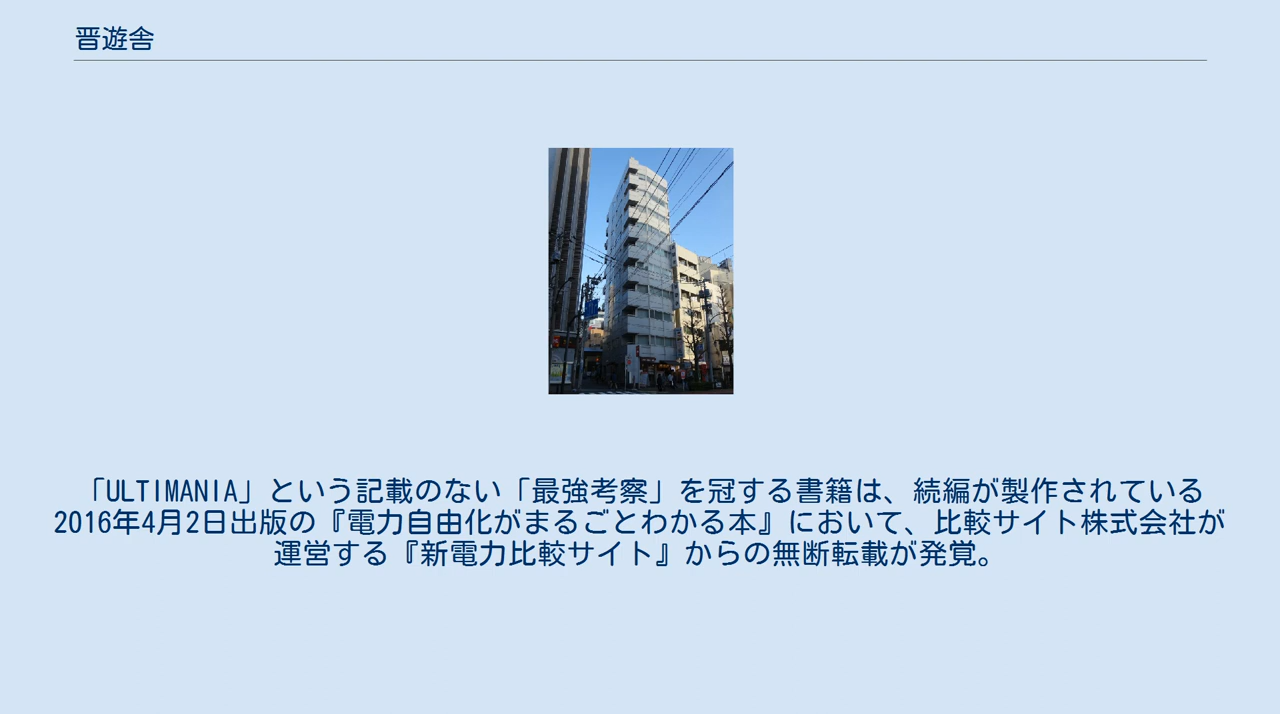 晋遊舎
「ULTIMANIA」という記載のない「最強考察」を冠する書籍は、続編が製作されている
2016年4月2日出版の『電力自由化がまるごとわかる本』において、比較サイト株式会社が
運営する『新電力比較サイト』からの無断転載が発覚。